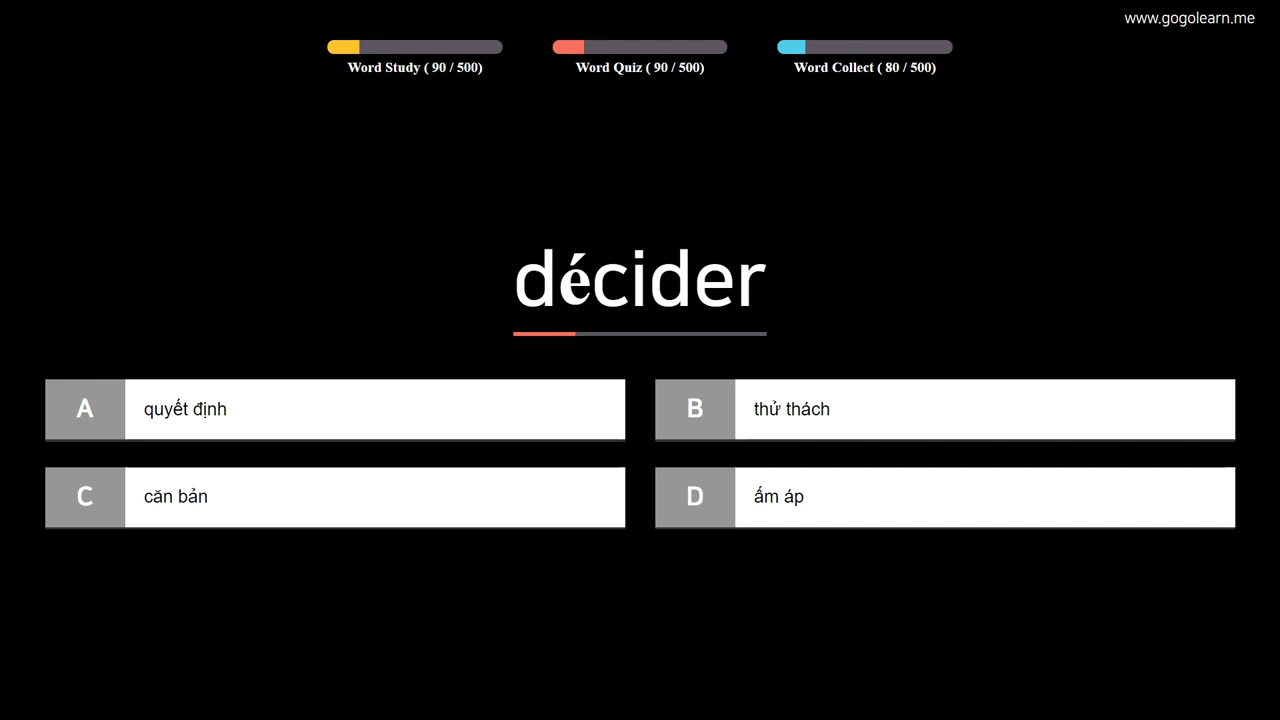 www.gogolearn.me
Word Study ( 90 / 500)
Word Quiz ( 90 / 500)
Word Collect ( 80 / 500)
décider
A quyết định
B thử thách
C căn bản
D ấm áp